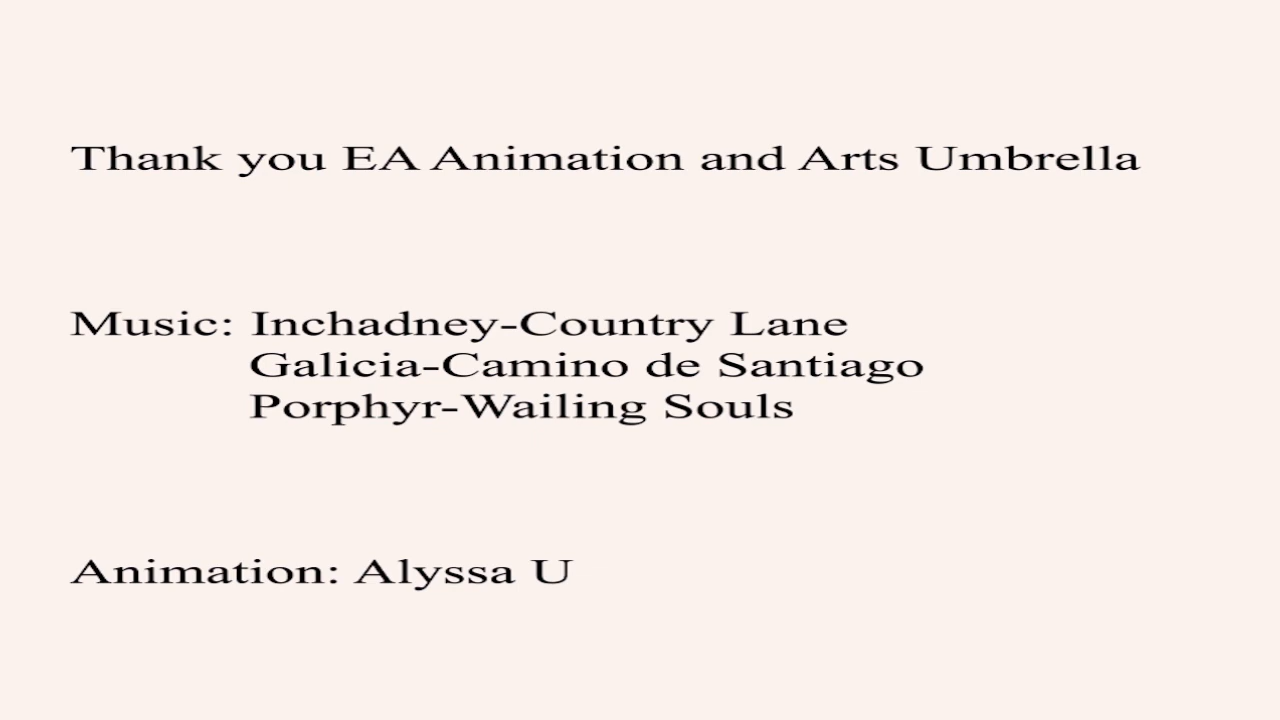 Thank you EA Animation and Arts Umbrella
Music: Inchadney-Country Lane
Galicia-Camino de Santiago
Porphyr-Wailing Souls
Animation: Alyssa U